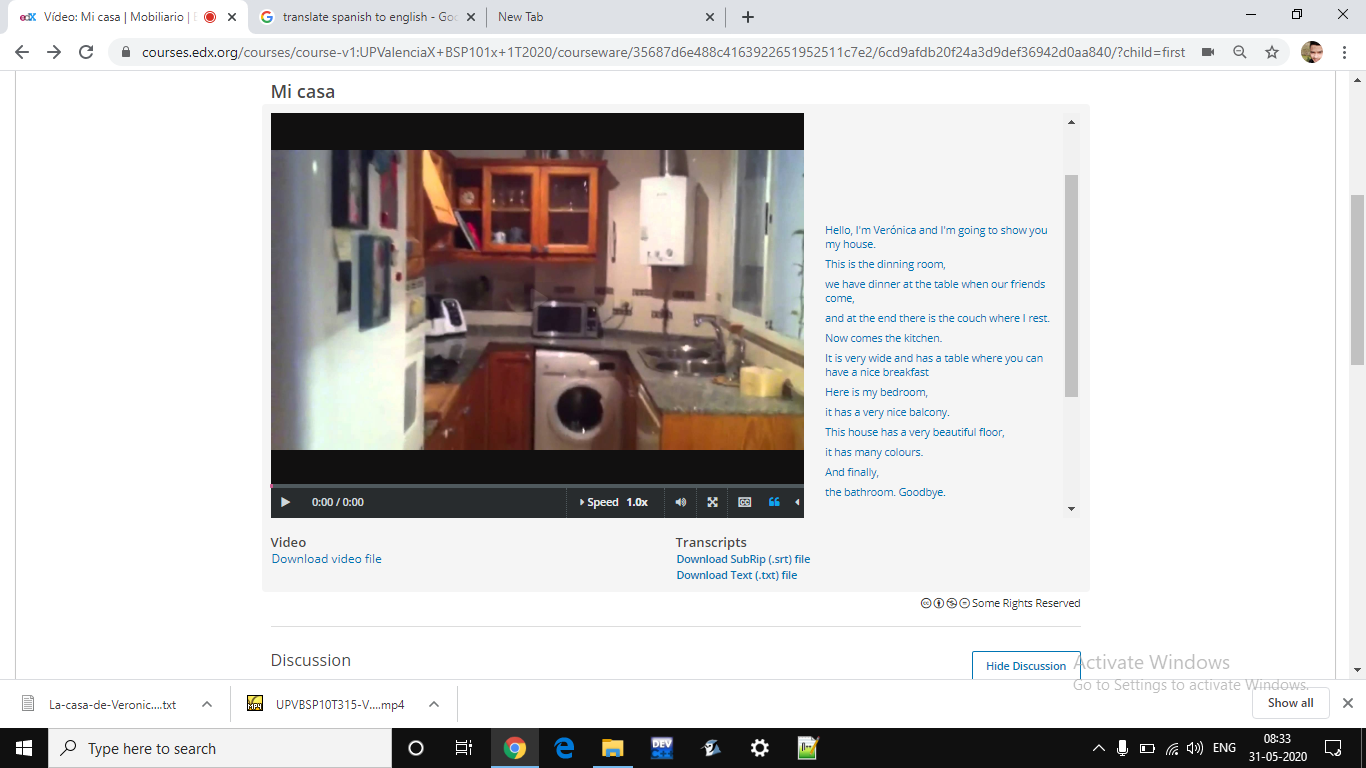 Vídeo: Mi casa | Mobiliario |
translate spanish to english - Goo
New Tab
courses.edx.org/courses/course-v1:UPValenciaX+BSP101x+1T2020/courseware/35687d6e488c4163922651952511c7e2/6cd9afdb20f24a3d9def36942d0aa840/?child=first
Mi casa
Hello, I'm Verónica and I'm going to show you
my house.
This is the dinning room,
we have dinner at the table when our friends
come,
and at the end there is the couch where I rest.
Now comes the kitchen.
It is very wide and has a table where you can
have a nice breakfast
Here is my bedroom,
it has a very nice balcony.
This house has a very beautiful floor,
it has many colours.
And finally,
the bathroom. Goodbye.
0:00 / 0:00
Speed 1.0x
Video
Download video file
Transcripts
Download SubRip (.srt) file
Download Text (.txt) file
Some Rights Reserved
Discussion
Hide Discussion
Activate Windows
Go to Settings to activate Windows.
La-casa-de-Veronic....txt
UPVBSP10T315-V....mp4
Show all
Type here to search
DEV
ENG
08:33
31-05-2020